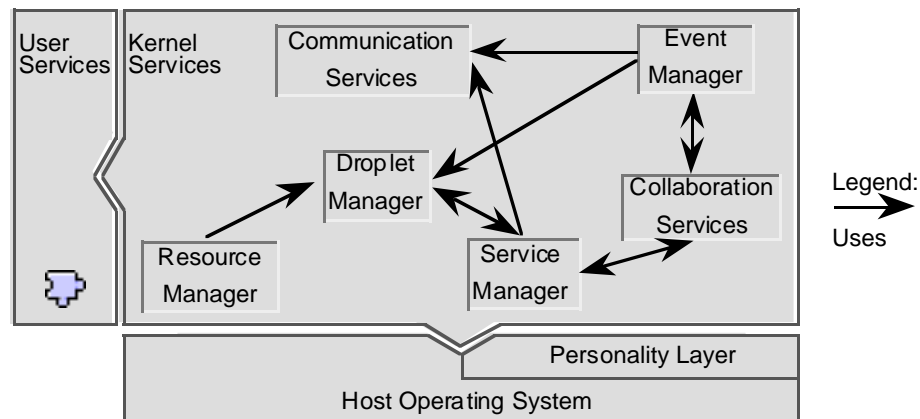 User
Services
Kernel
Services
Communication
Services
Event
Manager
Droplet
Manager
Collaboration
Services
Resource
Manager
Service
Manager
Legend:
Uses
Personality Layer
Host Operating System